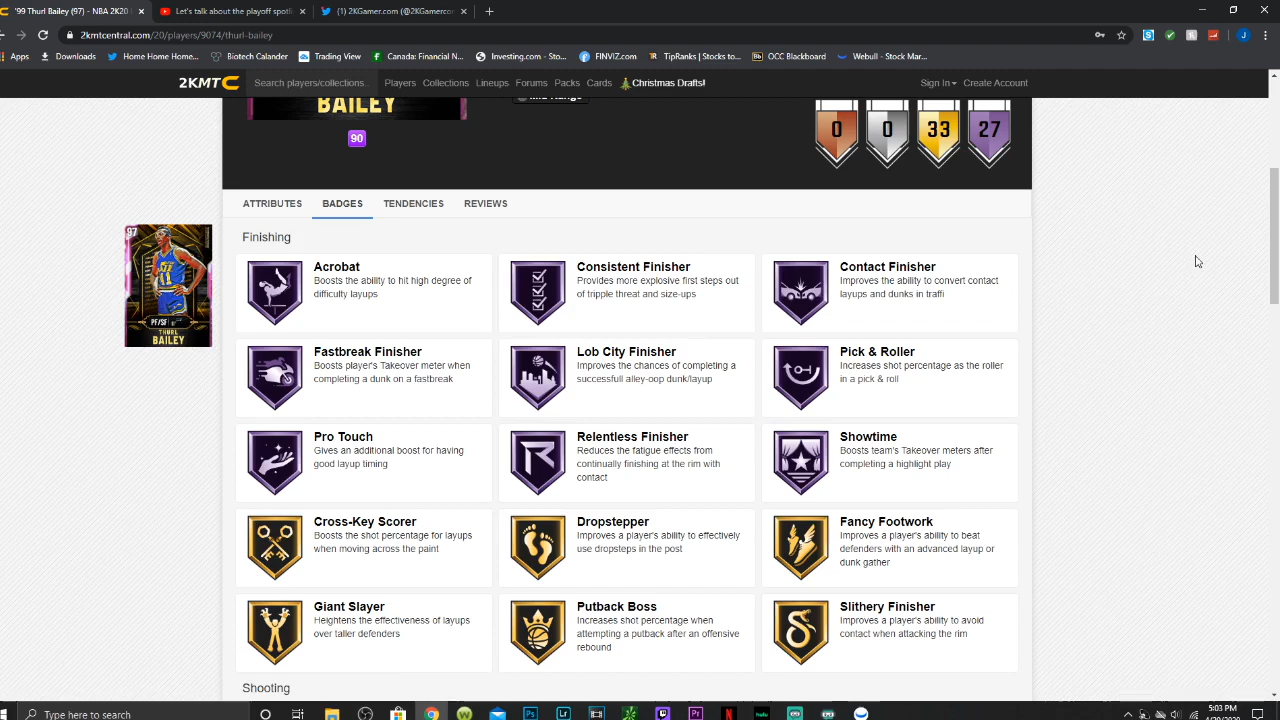 '99 Thurl Bailey (97) - NBA 2K20
Let's talk about the playoff spotli
(1) 2KGamer.com (@2KGamercor
2kmtcentral.com/20/players/9074/thurl-bailey
Apps
Downloads
Home Home Home...
Biotech Calander
Trading View
Canada: Financial N...
Investing.com - Sto...
FINVIZ.com
TipRanks | Stocks to...
OCC Blackboard
Webull - Stock Mar...
2KMTC
Search players/collections..
Players
Collections
Lineups
Forums
Packs
Cards
Christmas Drafts!
Sign In
Create Account
BAILEY
90
0
0
33
27
ATTRIBUTES
BADGES
TENDENCIES
REVIEWS
97
PF/SF
THURL
BAILEY
Finishing
Acrobat
Boosts the ability to hit high degree of
difficulty layups
Consistent Finisher
Provides more explosive first steps out
of tripple threat and size-ups
Contact Finisher
Improves the ability to convert contact
layups and dunks in traffi
Fastbreak Finisher
Boosts player's Takeover meter when
completing a dunk on a fastbreak
Lob City Finisher
Improves the chances of completing a
successful alley-oop dunk/layup
Pick & Roller
Increases shot percentage as the roller
in a pick & roll
Pro Touch
Gives an additional boost for having
good layup timing
Relentless Finisher
Reduces the fatigue effects from
continually finishing at the rim with
contact
Showtime
Boosts team's Takeover meters after
completing a highlight play
Cross-Key Scorer
Boosts the shot percentage for layups
when moving across the paint
Dropstepper
Improves a player's ability to effectively
use dropsteps in the post
Fancy Footwork
Improves a player's ability to beat
defenders with an advanced layup or
dunk gather
Giant Slayer
Heightens the effectiveness of layups
over taller defenders
Putback Boss
Increases shot percentage when
attempting a putback after an offensive
rebound
Slithery Finisher
Improves a player's ability to avoid
contact when attacking the rim
Shooting
Type here to search
5:03 PM